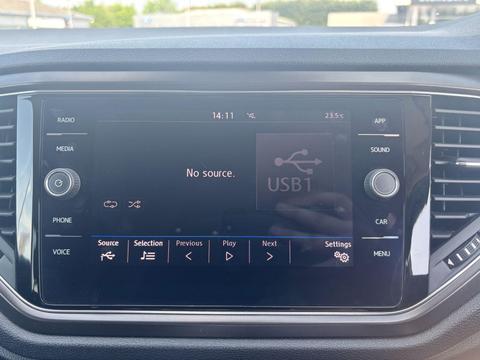 RADIO
MEDIA
PHONE
VOICE
14:11
23.5°C
No source.
USB1
Source
Selection
Previous
Play
Next
Settings
APP
SOUND
CAR
MENU